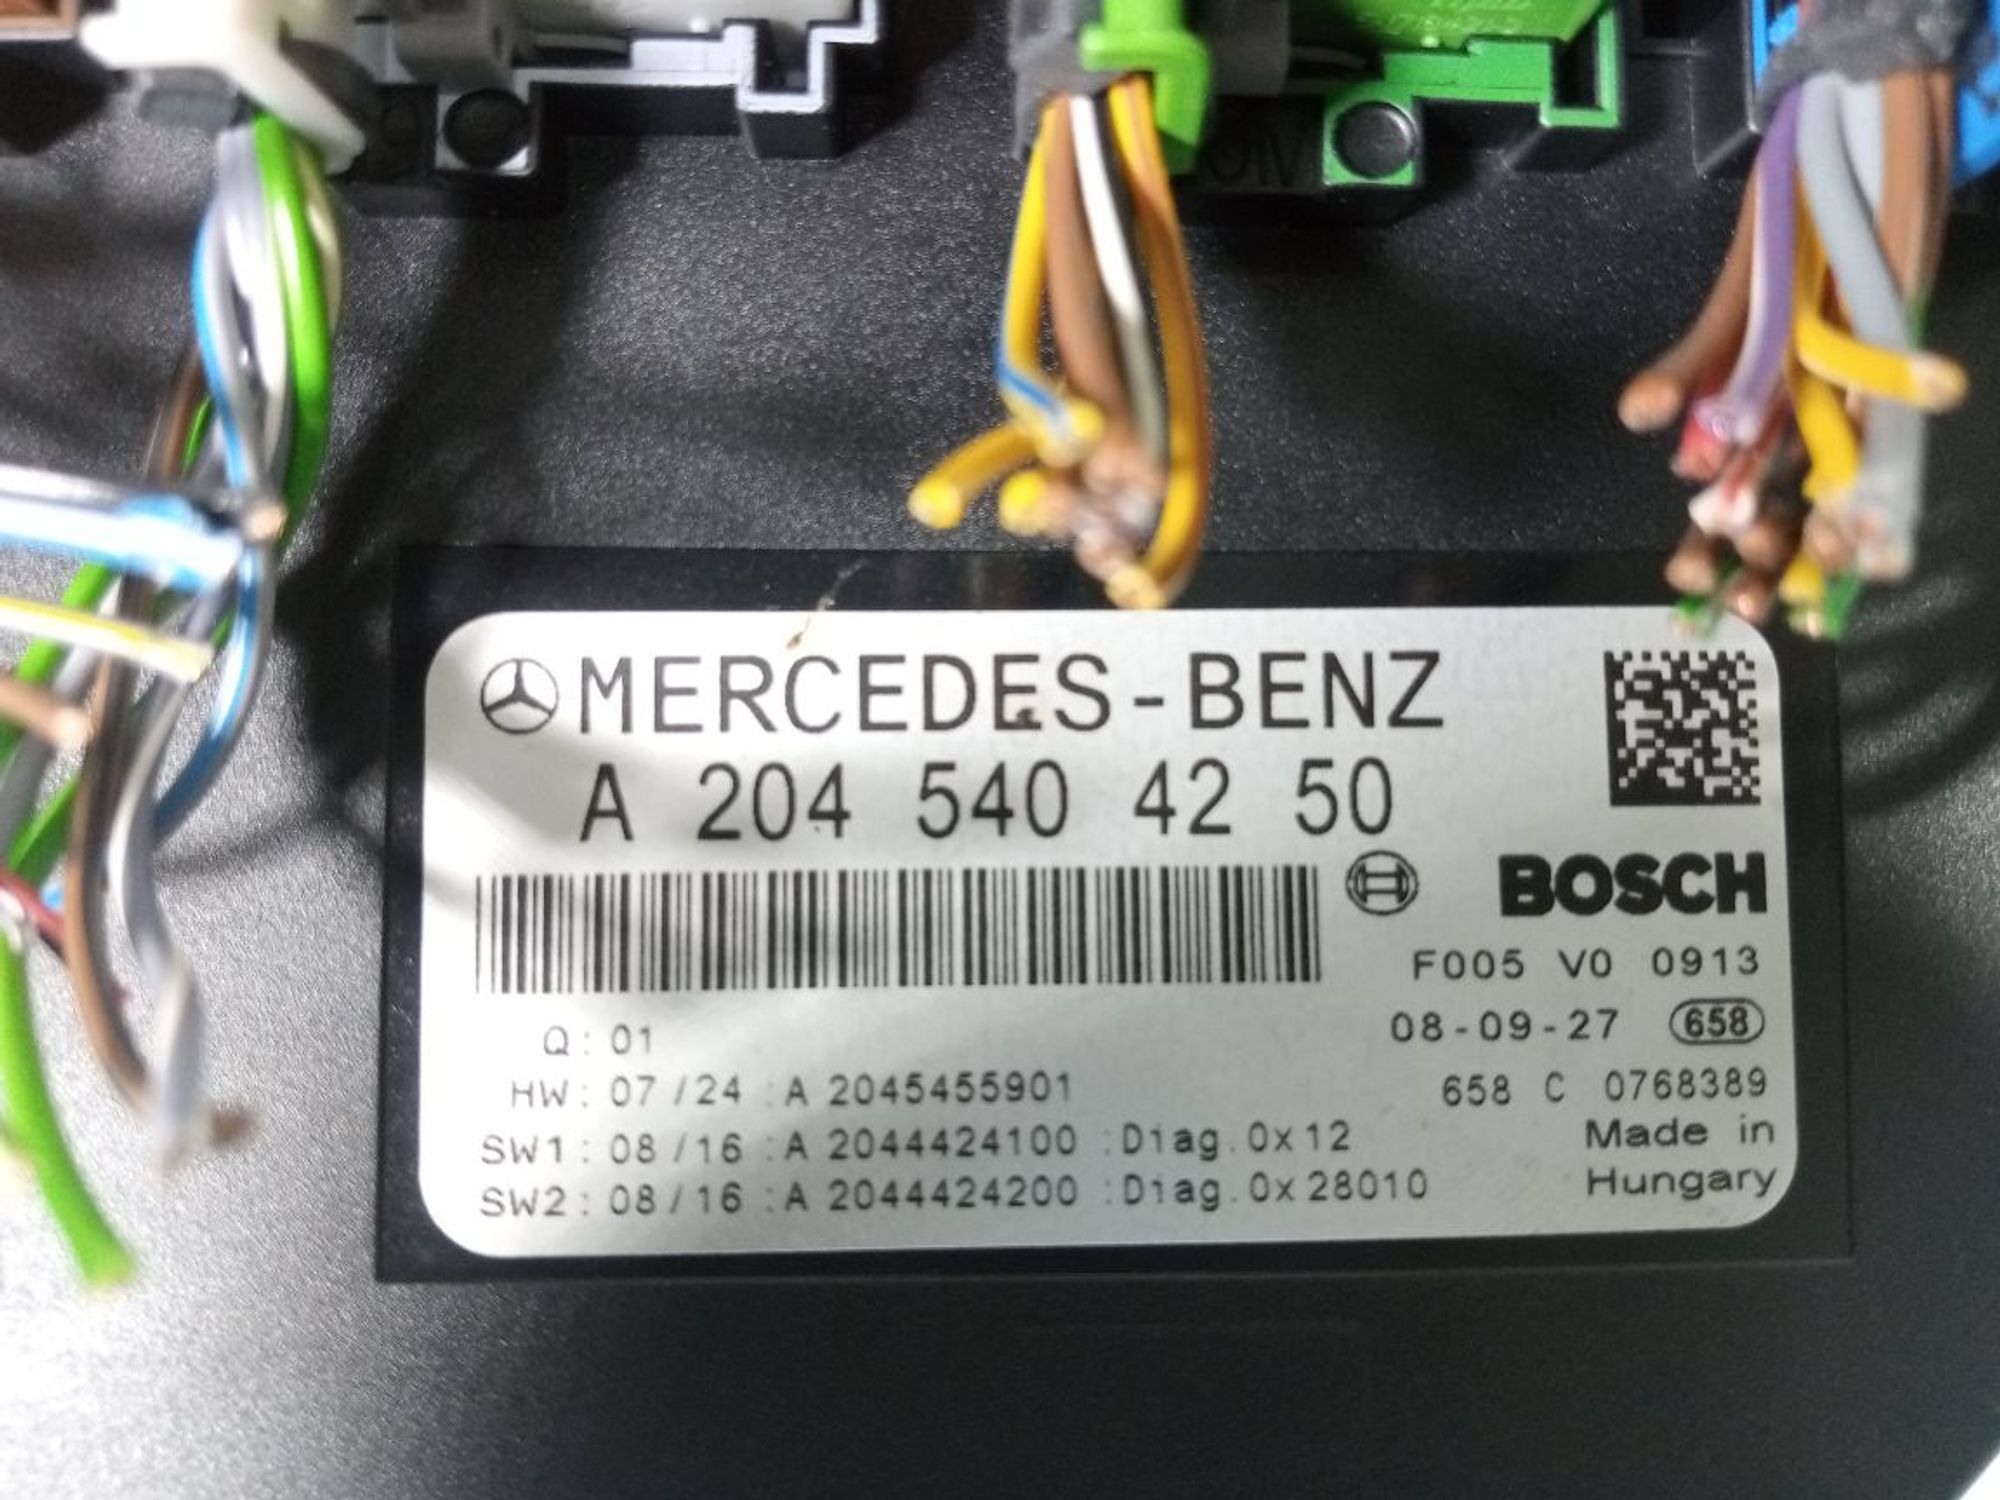 MERCEDES-BENZ
A 204 540 42 50
BOSCH
F005 V0 0913
Q: 01
08-09-27 658
HW: 07/24 :A 2045455901
658 C 0768389
SW1: 08/16 :A 2044424100 :Diag.0x12
Made in
SW2: 08/16 :A 2044424200 :Diag.0x28010
Hungary